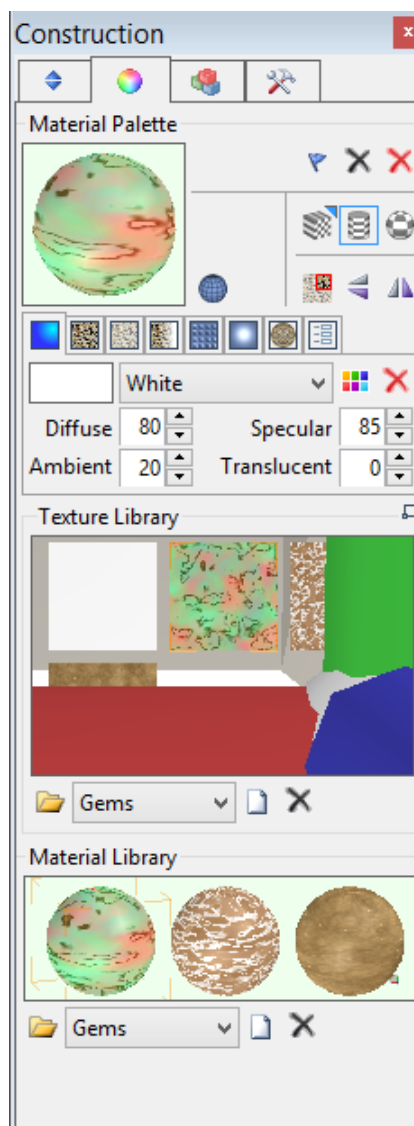 Construction
x
Material Palette
White
Diffuse 80 Specular 85
Ambient 20 Translucent 0
Texture Library
Gems
Material Library
Gems